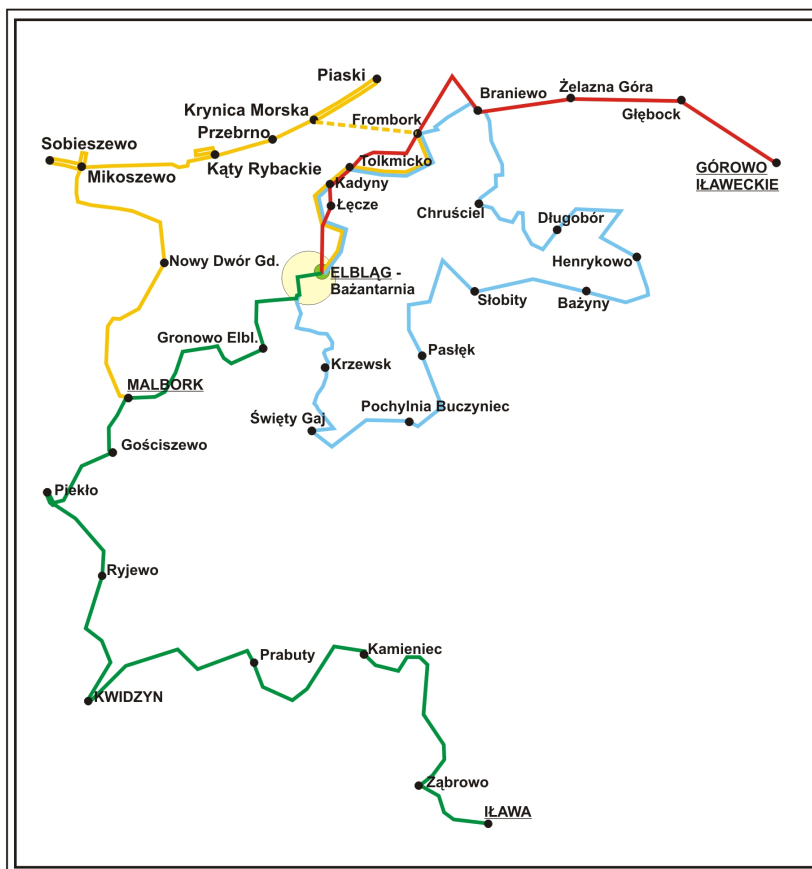 Piaski
Krynica Morska
Przebrno
Frombork
Braniewo
Żelazna Góra
Głębock
Sobieszewo
Mikoszewo
Kąty Rybackie
Tolkmicko
GÓROWO
IŁAWECKIE
Kadyny
Łęcze
Chruściel
Długobór
Henrykowo
Nowy Dwór Gd.
ELBLĄG -
Bażantarnia
Słobity
Bażyny
Gronowo Elbl.
Krzewsk
Pasłęk
MALBORK
Święty Gaj
Pochylnia Buczyniec
Gościszewo
Piekło
Ryjewo
Prabuty
Kamieniec
KWIDZYN
Ząbrowo
IŁAWA